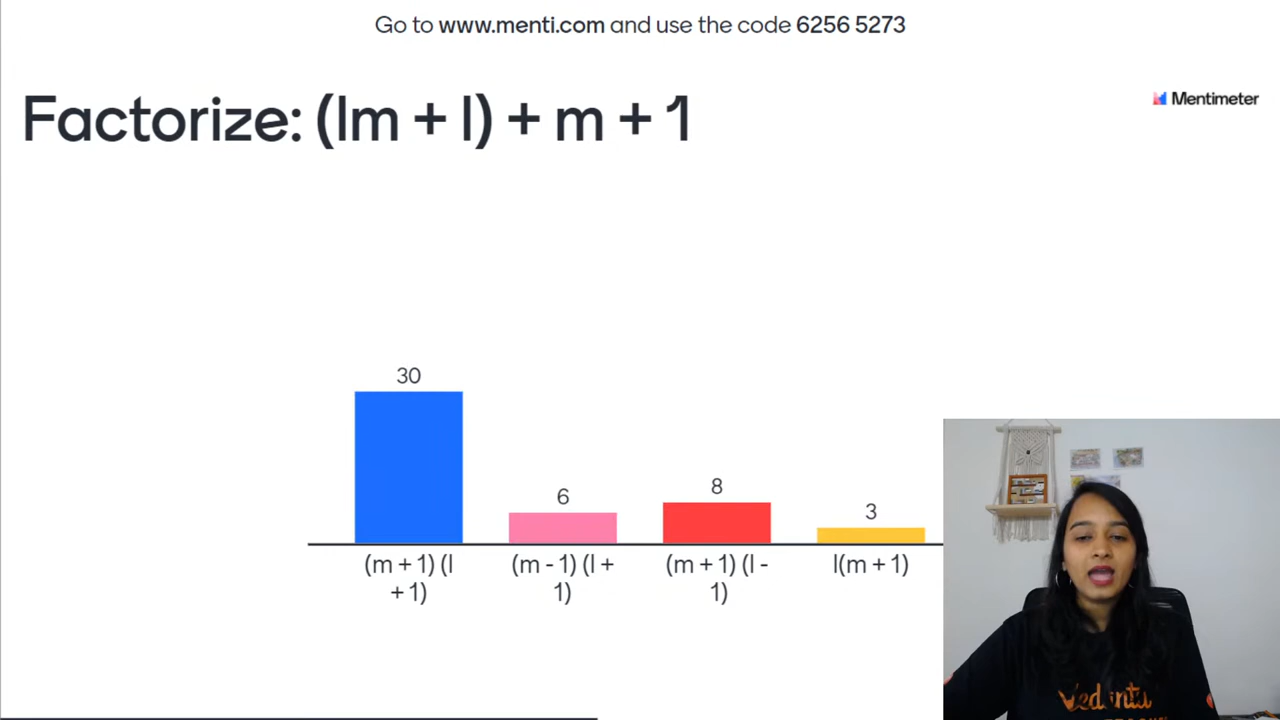 Go to www.menti.com and use the code 6256 5273
Factorize: (lm + l) + m + 1
Mentimeter
30
6
8
3
(m + 1) (l
+ 1)
(m - 1) (l +
1)
(m + 1) (l -
1)
l(m + 1)
Vedantu